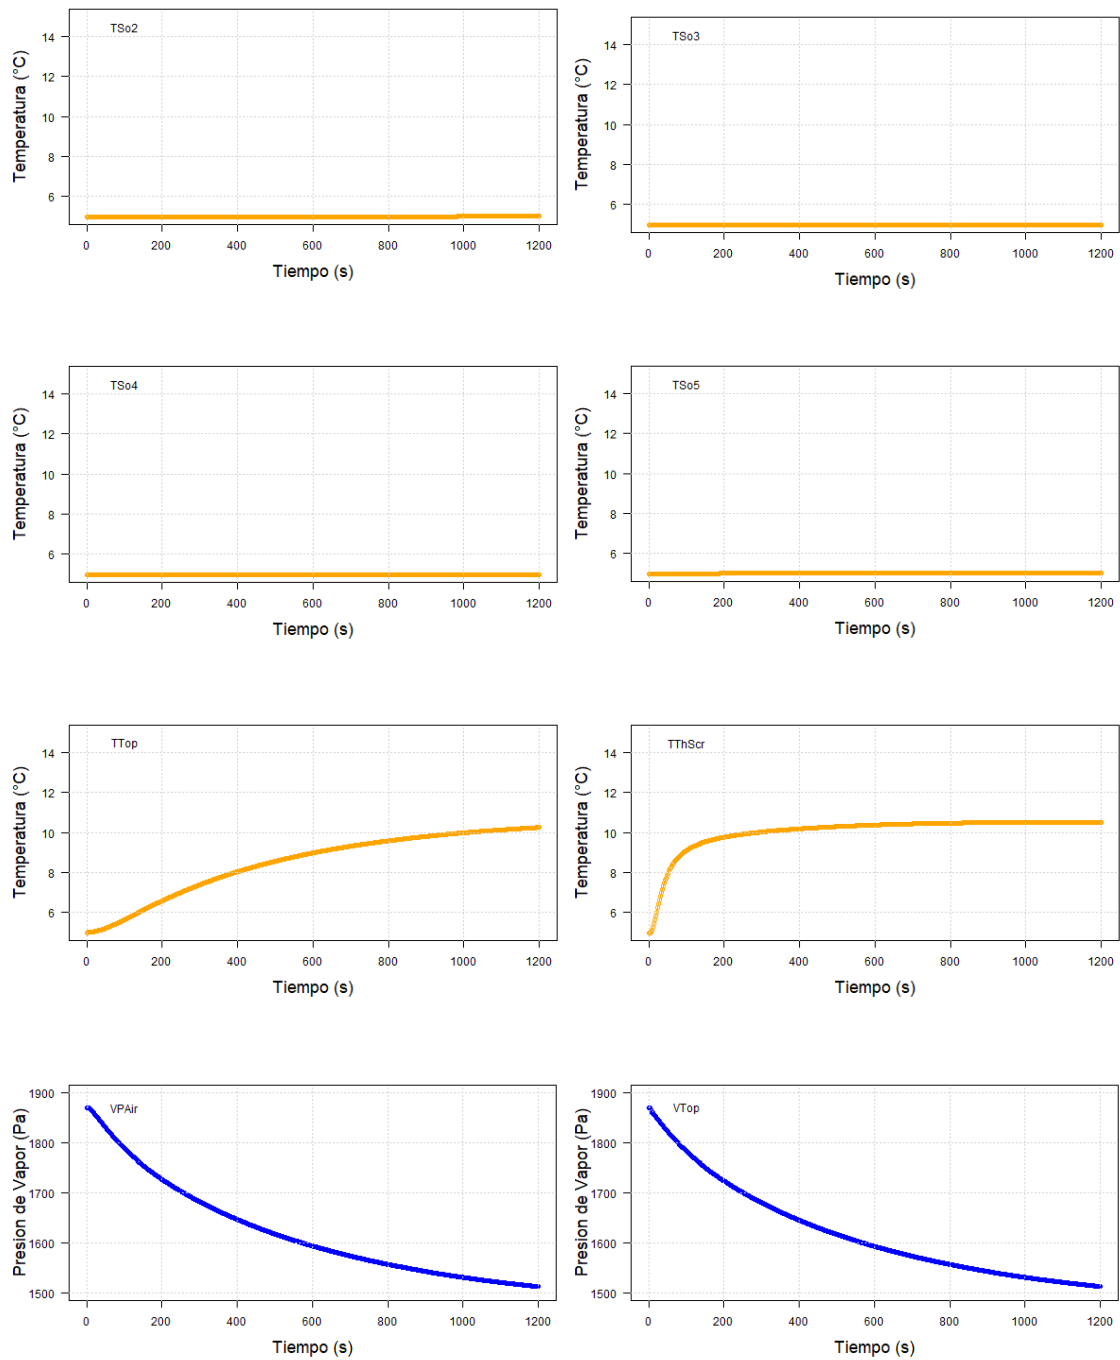 TSo2
Temperatura (°C)
14
12
10
8
6
0 200 400 600 800 1000 1200
Tiempo (s)
TSo3
Temperatura (°C)
14
12
10
8
6
0 200 400 600 800 1000 1200
Tiempo (s)
TSo4
Temperatura (°C)
14
12
10
8
6
0 200 400 600 800 1000 1200
Tiempo (s)
TSo5
Temperatura (°C)
14
12
10
8
6
0 200 400 600 800 1000 1200
Tiempo (s)
TTop
Temperatura (°C)
14
12
10
8
6
0 200 400 600 800 1000 1200
Tiempo (s)
TThScr
Temperatura (°C)
14
12
10
8
6
0 200 400 600 800 1000 1200
Tiempo (s)
VPAir
Presion de Vapor (Pa)
1900
1800
1700
1600
1500
0 200 400 600 800 1000 1200
Tiempo (s)
VTop
Presion de Vapor (Pa)
1900
1800
1700
1600
1500
0 200 400 600 800 1000 1200
Tiempo (s)